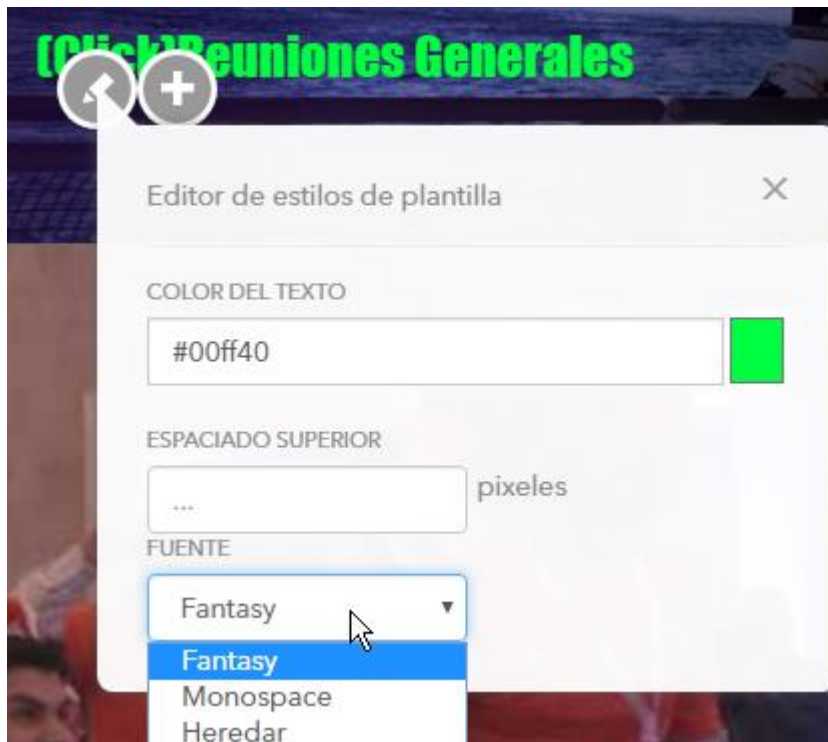 (Click)Reuniones Generales
Editor de estilos de plantilla
COLOR DEL TEXTO
#00ff40
ESPACIADO SUPERIOR
...
pixeles
FUENTE
Fantasy
Fantasy
Monospace
Heredar